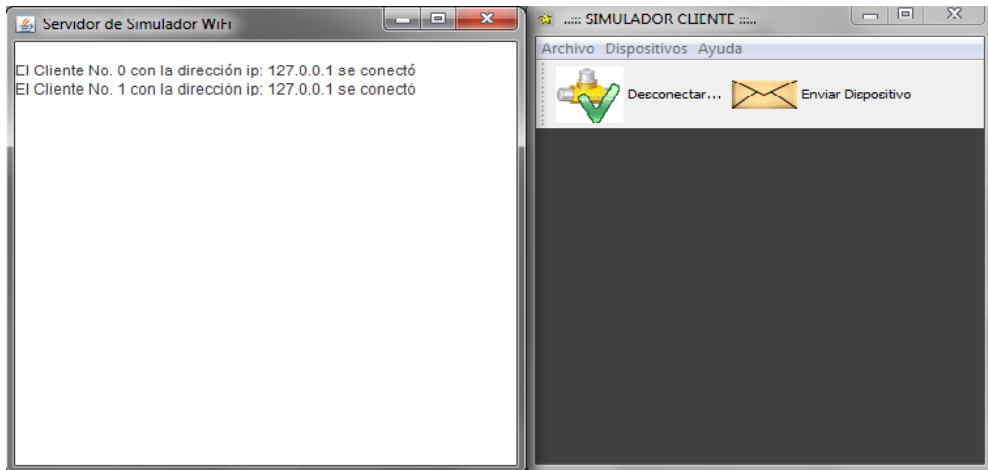 Servidor de Simulador WiFi
El Cliente No. 0 con la dirección ip: 127.0.0.1 se conectó
El Cliente No. 1 con la dirección ip: 127.0.0.1 se conectó
..::: SIMULADOR CLIENTE :::..
Archivo Dispositivos Ayuda
Desconectar... Enviar Dispositivo